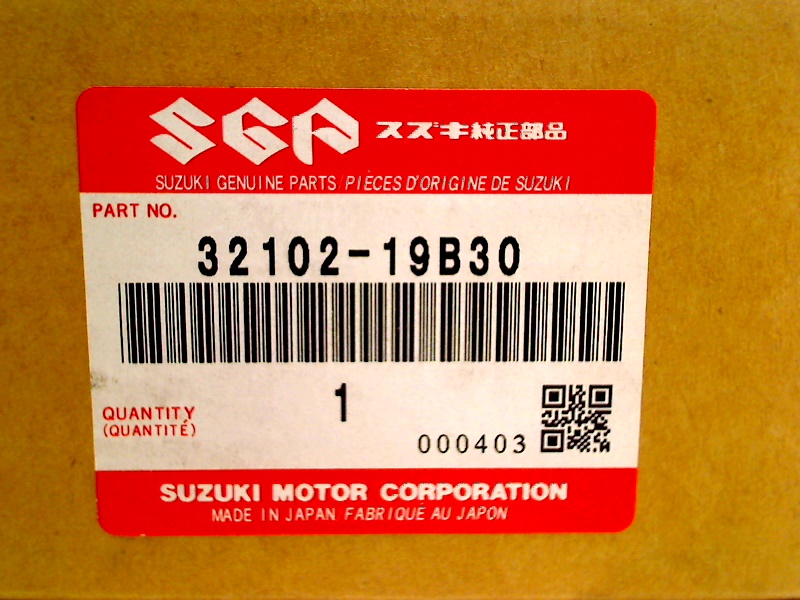 SGP スズキ純正部品
SUZUKI GENUINE PARTS/PIÈCES D'ORIGINE DE SUZUKI
PART NO.
32102-19B30
1
QUANTITY
(QUANTITÉ)
000403
SUZUKI MOTOR CORPORATION
MADE IN JAPAN FABRIQUÉ AU JAPON